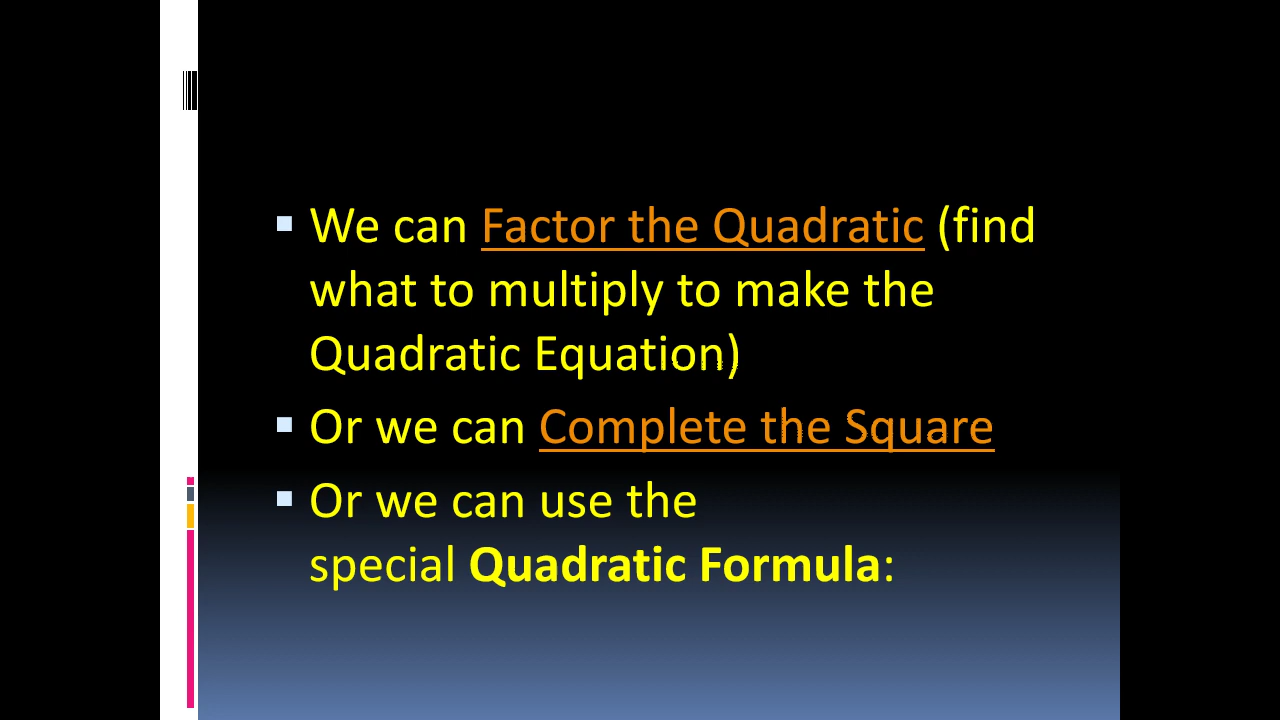 We can Factor the Quadratic (find
what to multiply to make the
Quadratic Equation)
Or we can Complete the Square
Or we can use the
special Quadratic Formula: